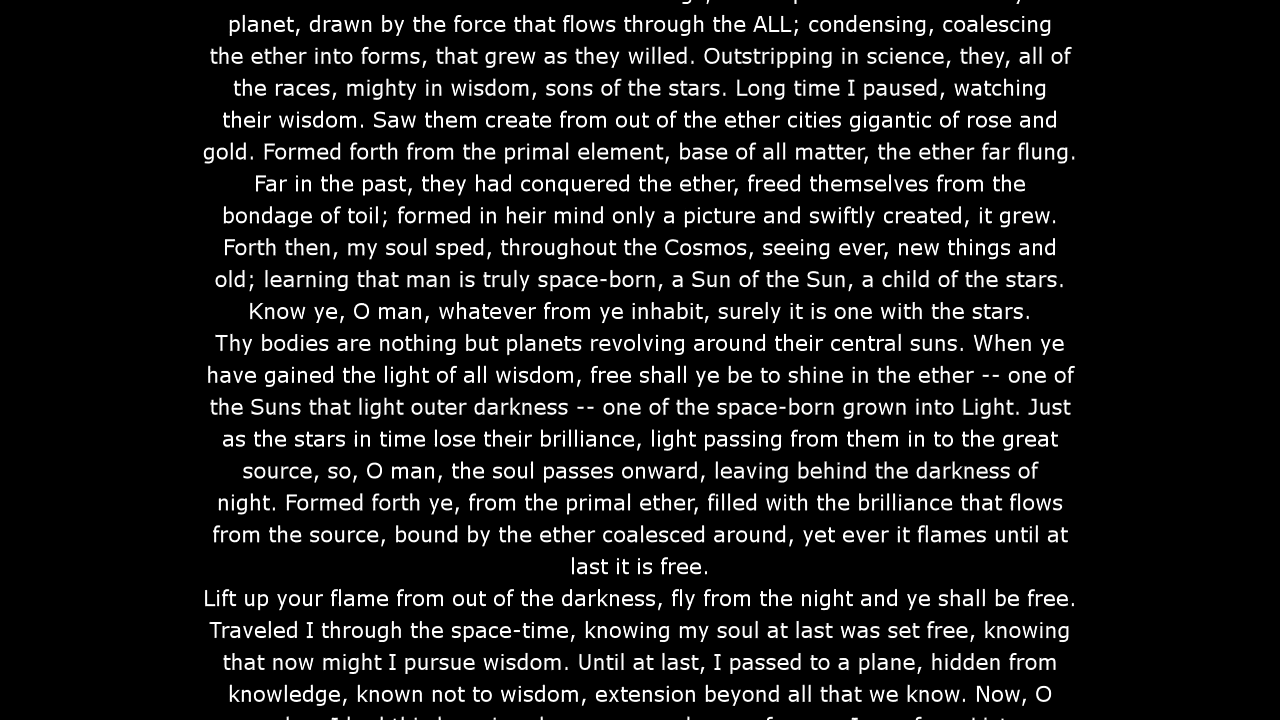 planet, drawn by the force that flows through the ALL; condensing, coalescing
the ether into forms, that grew as they willed. Outstripping in science, they, all of
the races, mighty in wisdom, sons of the stars. Long time I paused, watching
their wisdom. Saw them create from out of the ether cities gigantic of rose and
gold. Formed forth from the primal element, base of all matter, the ether far flung.
Far in the past, they had conquered the ether, freed themselves from the
bondage of toil; formed in heir mind only a picture and swiftly created, it grew.
Forth then, my soul sped, throughout the Cosmos, seeing ever, new things and
old; learning that man is truly space-born, a Sun of the Sun, a child of the stars.
Know ye, O man, whatever from ye inhabit, surely it is one with the stars.
Thy bodies are nothing but planets revolving around their central suns. When ye
have gained the light of all wisdom, free shall ye be to shine in the ether -- one of
the Suns that light outer darkness -- one of the space-born grown into Light. Just
as the stars in time lose their brilliance, light passing from them in to the great
source, so, O man, the soul passes onward, leaving behind the darkness of
night. Formed forth ye, from the primal ether, filled with the brilliance that flows
from the source, bound by the ether coalesced around, yet ever it flames until at
last it is free.
Lift up your flame from out of the darkness, fly from the night and ye shall be free.
Traveled I through the space-time, knowing my soul at last was set free, knowing
that now might I pursue wisdom. Until at last, I passed to a plane, hidden from
knowledge, known not to wisdom, extension beyond all that we know. Now, O